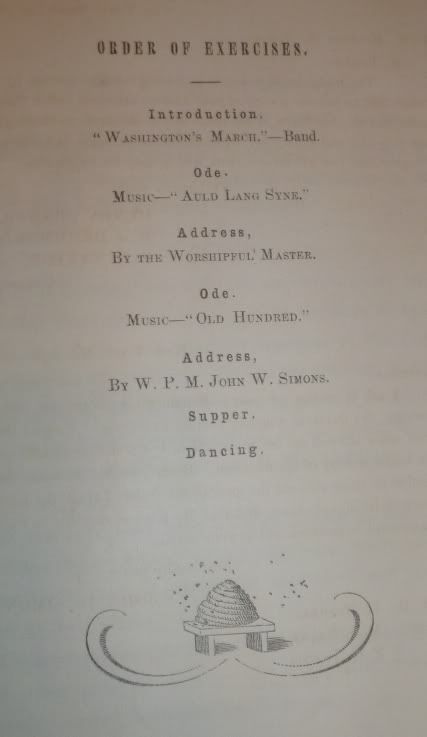 ORDER OF EXERCISES.
Introduction.
"WASHINGTON'S MARCH."—Band.
Ode.
MUSIC—"AULD LANG SYNE."
Address,
BY THE WORSHIPFUL MASTER.
Ode.
MUSIC—"OLD HUNDRED."
Address,
BY W. P. M. JOHN W. SIMONS.
Supper.
Dancing.